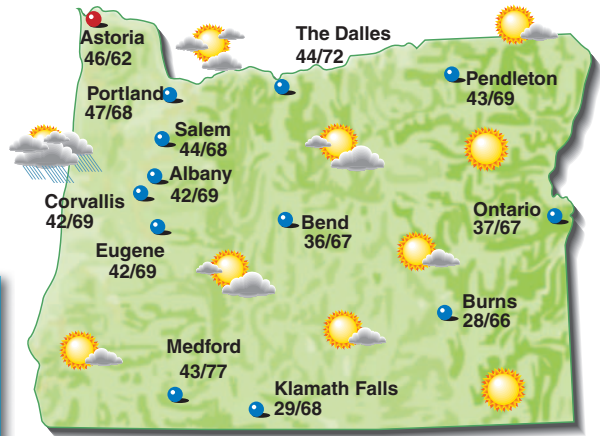 Astoria
46/62
The Dalles
44/72
Portland
47/68
Pendleton
43/69
Salem
44/68
Albany
42/69
Corvallis
42/69
Eugene
42/69
Bend
36/67
Ontario
37/67
Burns
28/66
Medford
43/77
Klamath Falls
29/68